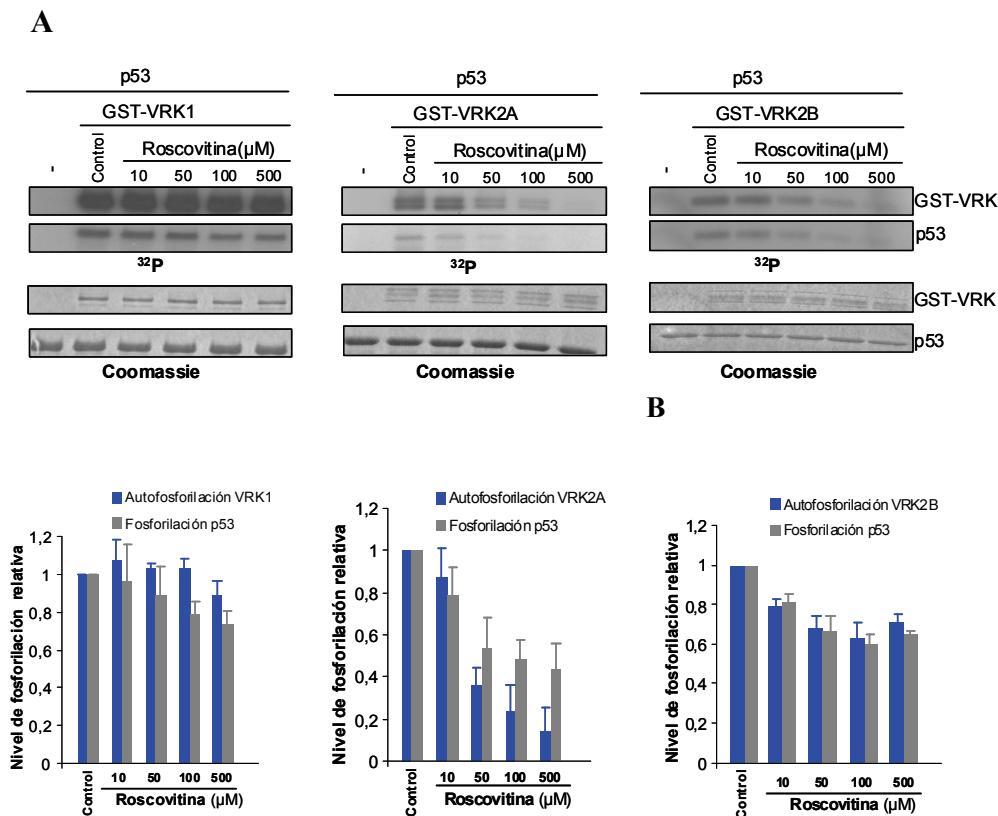 A
p53
GST-VRK1
-
Control
Roscovitina(µM)
10 50 100 500
32P
Coomassie
p53
GST-VRK2A
-
Control
Roscovitina(µM)
10 50 100 500
32P
Coomassie
p53
GST-VRK2B
-
Control
Roscovitina(µM)
10 50 100 500
GST-VRK
p53
32P
GST-VRK
p53
Coomassie
B
Autofosforilación VRK1
Fosforilación p53
Nivel de fosforilación relativa
1,2
1
0,8
0,6
0,4
0,2
0
Control
10 50 100 500
Roscovitina (µM)
Autofosforilación VRK2A
Fosforilación p53
Nivel de fosforilación relativa
1,2
1
0,8
0,6
0,4
0,2
0
Control
10 50 100 500
Roscovitina (µM)
Autofosforilación VRK2B
Fosforilación p53
Nivel de fosforilación relativa
1,2
1
0,8
0,6
0,4
0,2
0
Control
10 50 100 500
Roscovitina (µM)